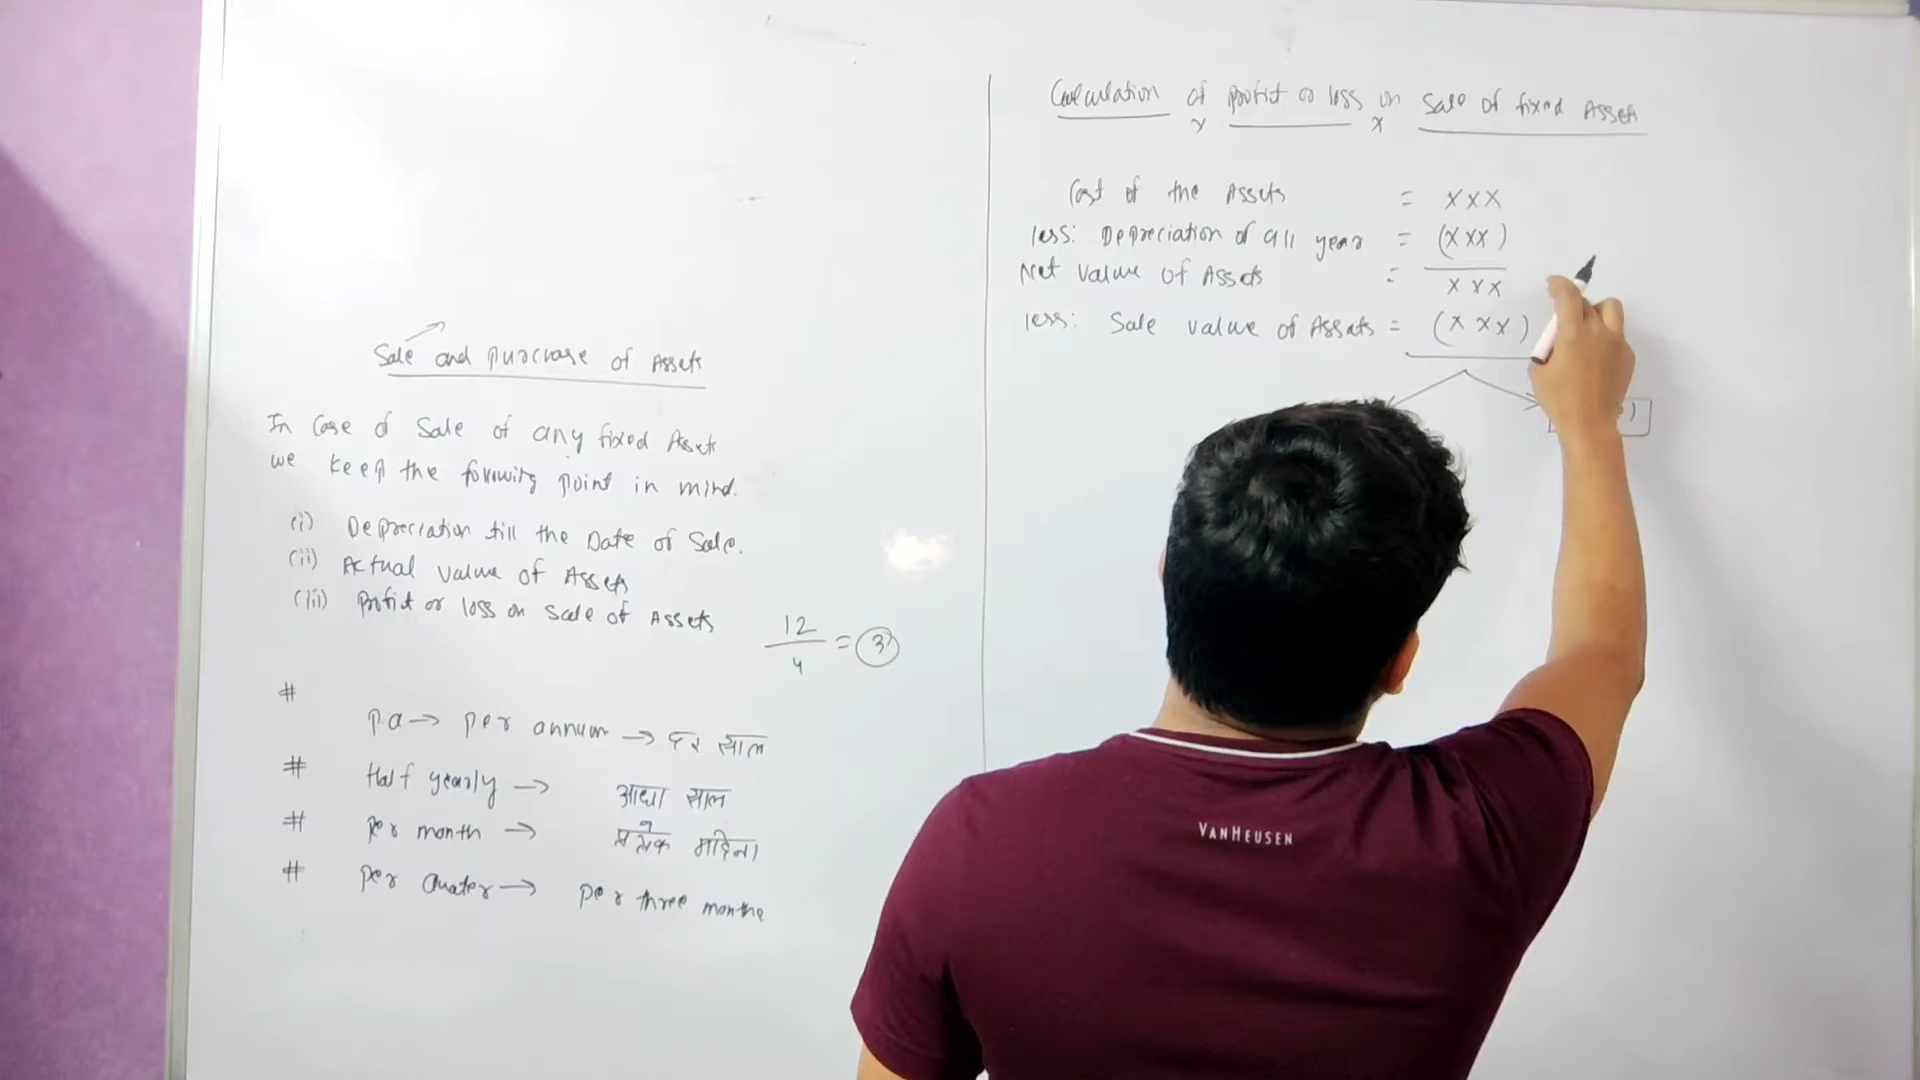 Sale and purchase of Assets
In Case of Sale of any fixed Assets
we keep the following point in mind.
(i) Depreciation till the Date of Sale.
(ii) Actual value of Assets
(iii) Profit or loss on Sale of Assets
12
4
= 3
# p.a → per annum → हर साल
# Half yearly → आधा साल
# per month → प्रत्येक महिना
# per Quater → per three months
Calculation of profit or loss on Sale of fixed Assets
Cost of the Assets = xxx
less: Depreciation of all year = (xxx)
Net value of Assets = xxx
less: Sale value of Assets = (xxx)
VANHEUSEN